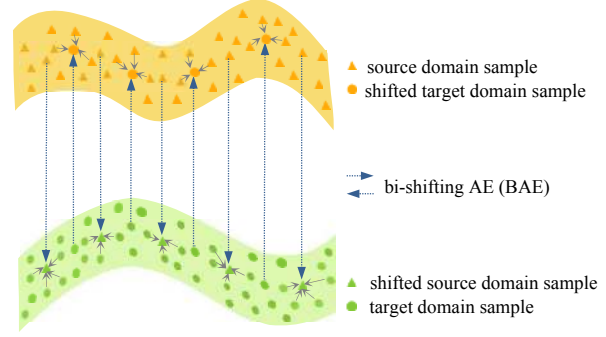 source domain sample
shifted target domain sample
bi-shifting AE (BAE)
shifted source domain sample
target domain sample